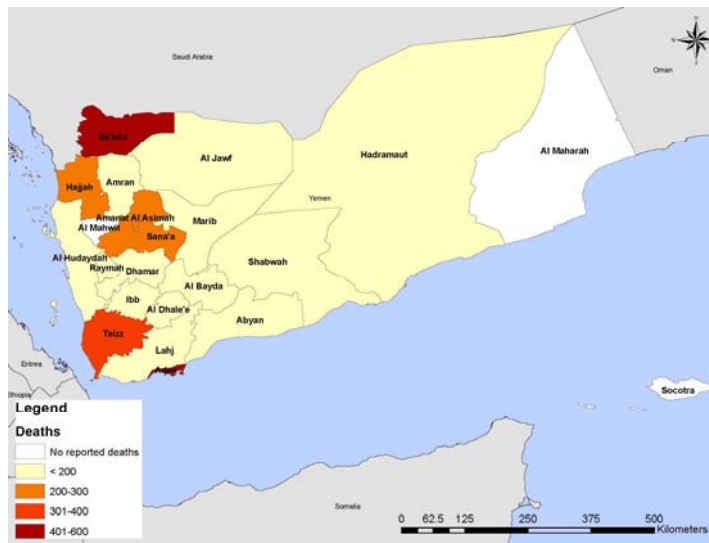 Saudi Arabia
Oman
Sa'ada
Al Jawf
Hadramaut
Al Maharah
Hajjah
Amran
Yemen
Amanat Al Asimah
Marib
Al Mahwit
Sana'a
Al Hudaydah
Shabwah
Raymah
Dhamar
Al Bayda
Ibb
Al Dhale'e
Abyan
Taizz
Lahj
Aden
Eritrea
Ethiopia
Socotra
Somalia
Legend
Deaths
No reported deaths
< 200
200-300
301-400
401-600
0 62.5 125 250 375 500
Kilometers